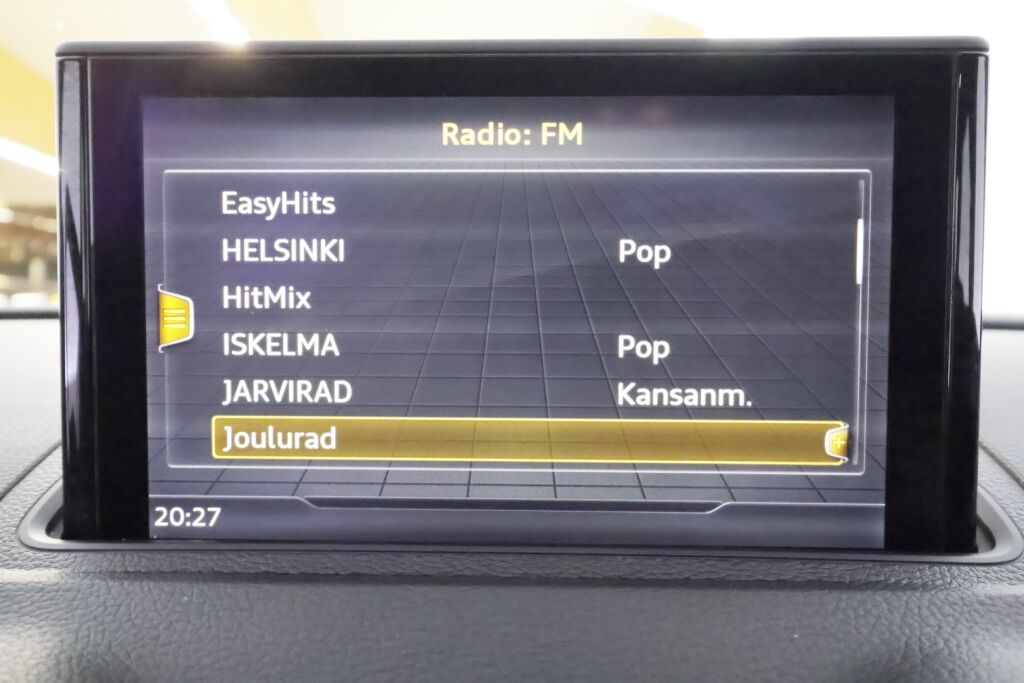 Radio: FM
EasyHits
HELSINKI Pop
HitMix
ISKELMA Pop
JARVIRAD Kansanm.
Joulurad
20:27